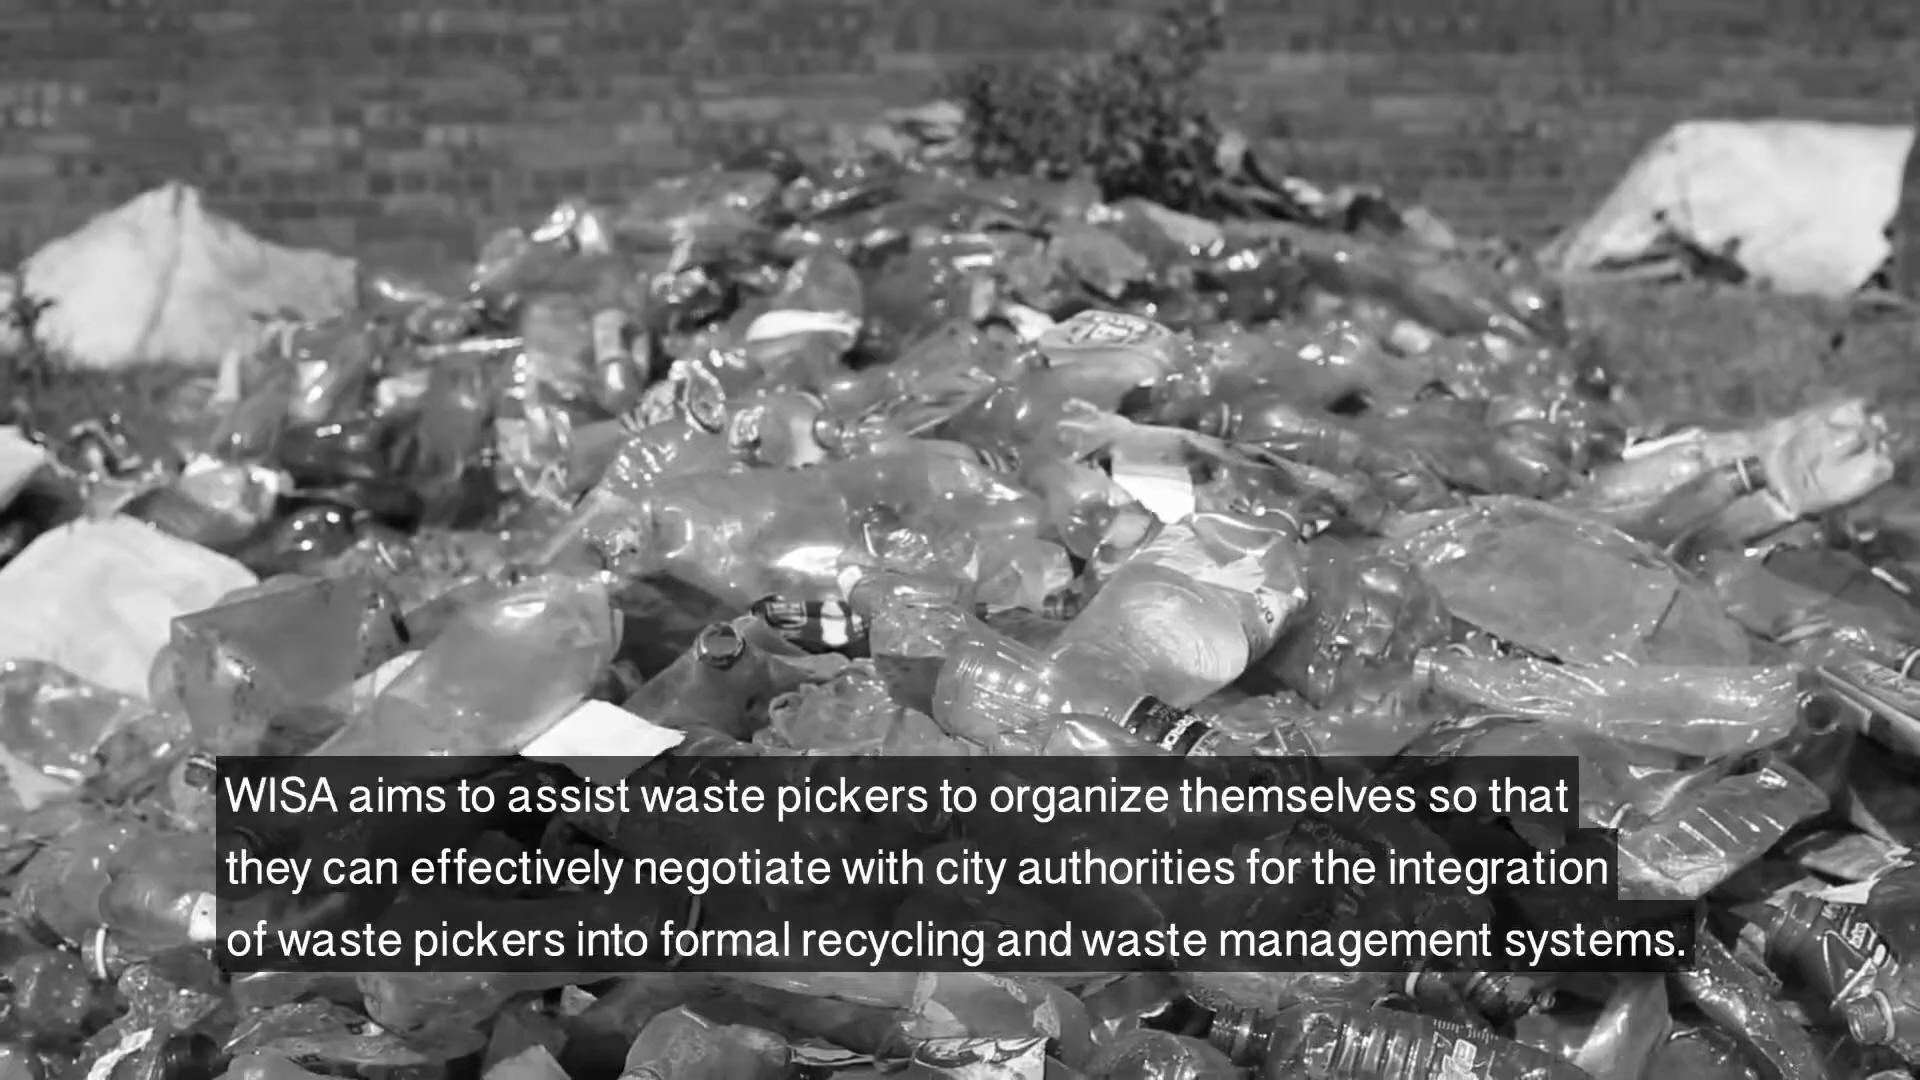 WISA aims to assist waste pickers to organize themselves so that
they can effectively negotiate with city authorities for the integration
of waste pickers into formal recycling and waste management systems.